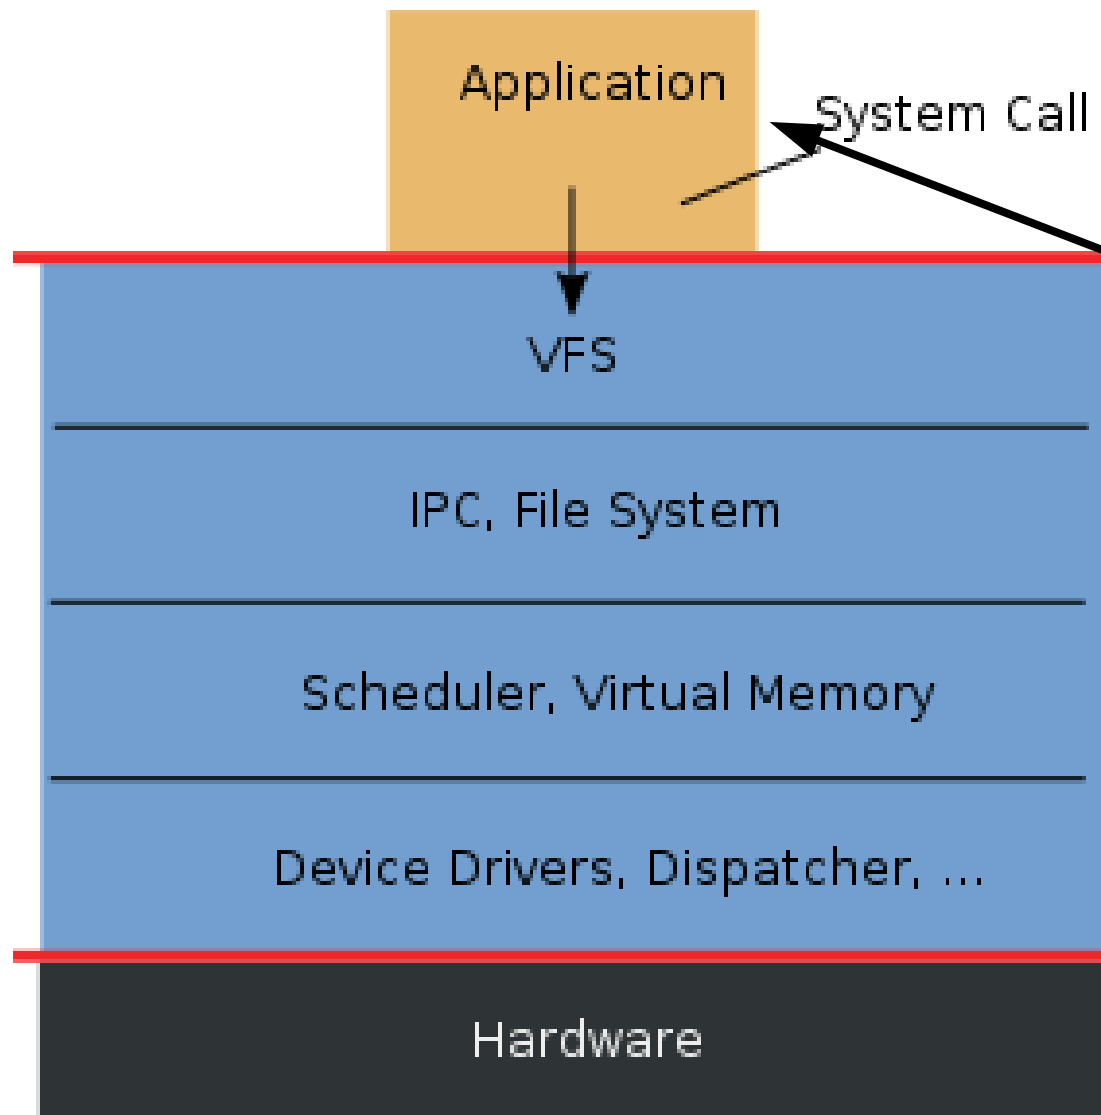 Application
System Call
VFS
IPC, File System
Scheduler, Virtual Memory
Device Drivers, Dispatcher, ...
Hardware